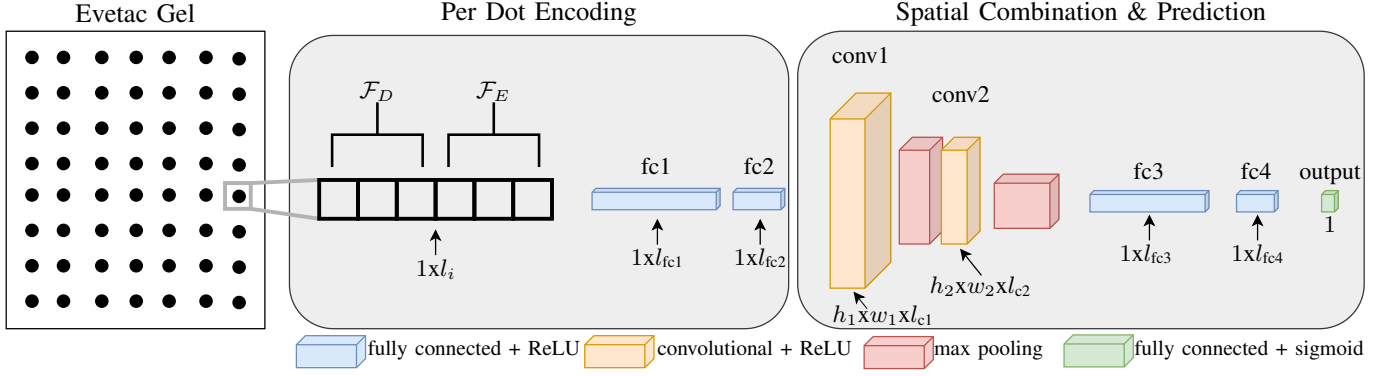 Evetac Gel
Per Dot Encoding
Spatial Combination & Prediction
conv1
conv2
ℱ_D
ℱ_E
fc1
fc2
fc3
fc4
output
1xl_i
1xl_fc1
1xl_fc2
h_1xw_1xl_c1
h_2xw_2xl_c2
1xl_fc3
1xl_fc4
1
fully connected + ReLU
convolutional + ReLU
max pooling
fully connected + sigmoid